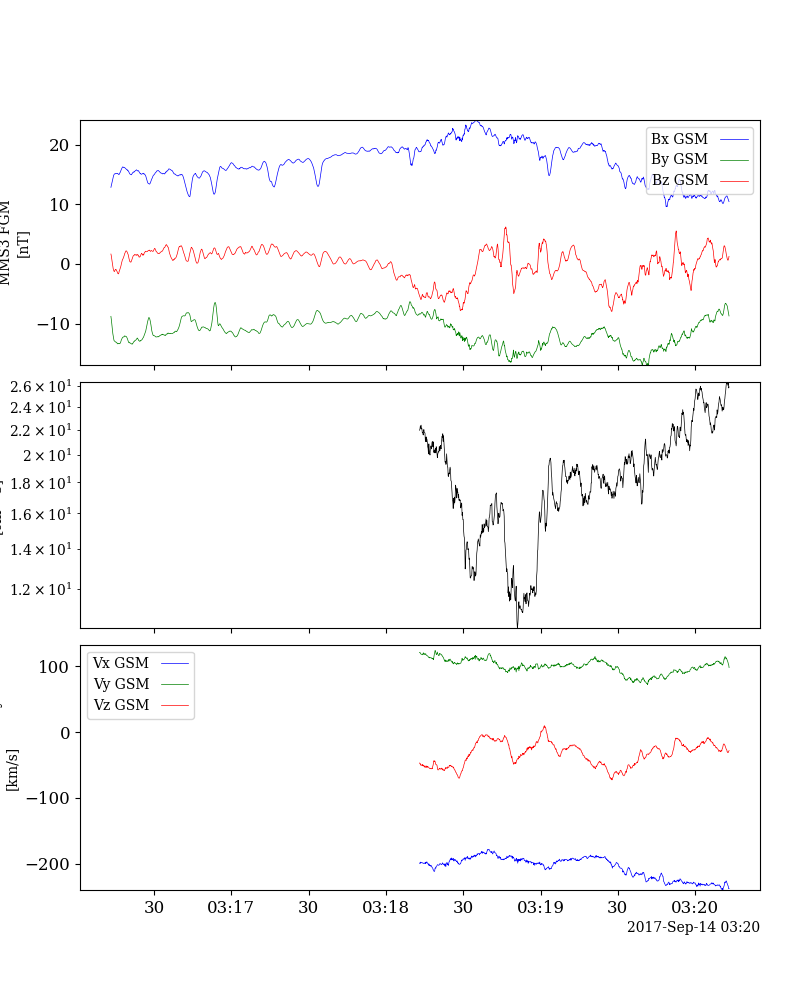 20
10
0
−10
MMS3 FGM
[nT]
Bx GSM
By GSM
Bz GSM
2.6×10¹
2.4×10¹
2.2×10¹
2×10¹
1.8×10¹
1.6×10¹
1.4×10¹
1.2×10¹
100
0
−100
−200
[km/s]
Vx GSM
Vy GSM
Vz GSM
30 03:17 30 03:18 30 03:19 30 03:20
2017-Sep-14 03:20